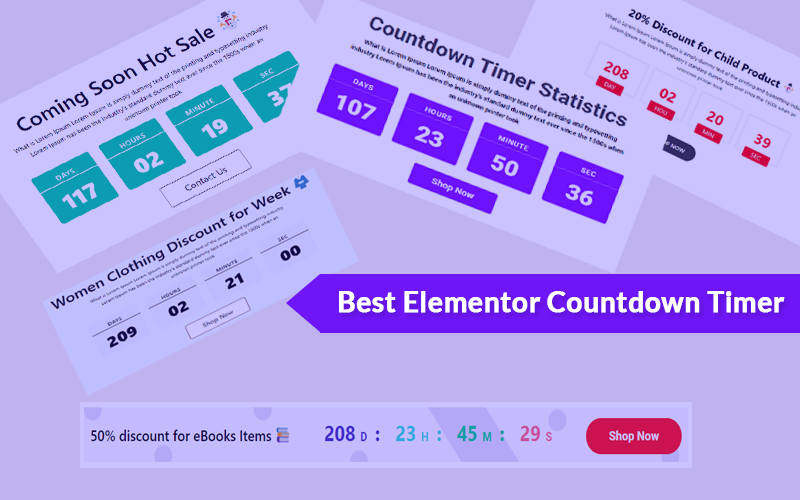 Coming Soon Hot Sale
What is Lorem Ipsum Lorem Ipsum is simply dummy text of the printing and typesetting industry
Lorem Ipsum has been the industry's standard dummy text ever since the 1500s when an
unknown printer took
DAYS
117
HOURS
02
MINUTE
19
SEC
37
Contact Us
Countdown Timer Statistics
What is Lorem Ipsum Lorem Ipsum is simply dummy text of the printing and typesetting
industry Lorem Ipsum has been the industry's standard dummy text ever since the 1500s when
an unknown printer took
DAYS
107
HOURS
23
MINUTE
50
SEC
36
Shop Now
20% Discount for Child Product
What is Lorem Ipsum Lorem Ipsum is simply dummy text of the printing and typesetting
Lorem Ipsum has been the industry's standard dummy text ever since the 1500s when an
unknown printer took
208
DAY
02
HOU
20
MIN
39
SEC
NOW
Women Clothing Discount for Week
What is Lorem Ipsum Lorem Ipsum is simply dummy text of the printing and typesetting industry
Lorem Ipsum has been the industry's standard dummy text ever since the 1500s when an
unknown printer took
DAYS
209
HOURS
02
MINUTE
21
SEC
00
Shop Now
Best Elementor Countdown Timer
50% discount for eBooks Items
208 D : 23 H : 45 M : 29 S
Shop Now